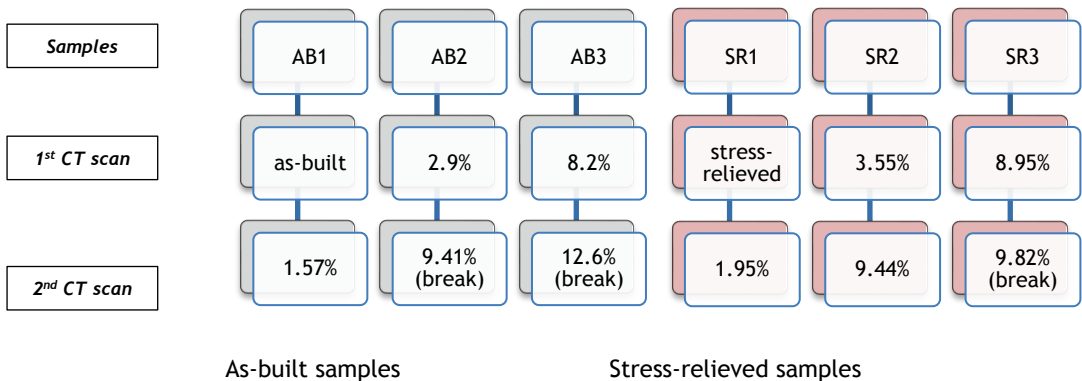 Samples
AB1
AB2
AB3
SR1
SR2
SR3
1st CT scan
as-built
2.9%
8.2%
stress-
relieved
3.55%
8.95%
2nd CT scan
1.57%
9.41%
(break)
12.6%
(break)
1.95%
9.44%
9.82%
(break)
As-built samples
Stress-relieved samples